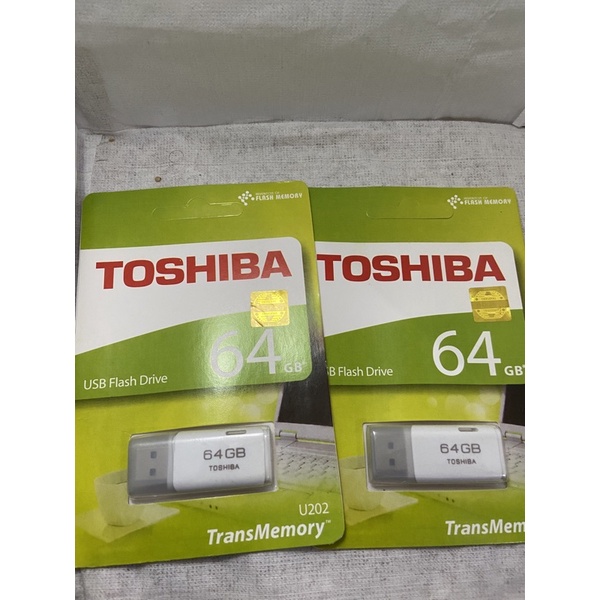 FLASH MEMORY
TOSHIBA
64
GB
USB Flash Drive
64GB
TOSHIBA
U202
TransMemory™
FLASH MEMORY
TOSHIBA
64
GB
B Flash Drive
64GB
TOSHIBA
TransMem